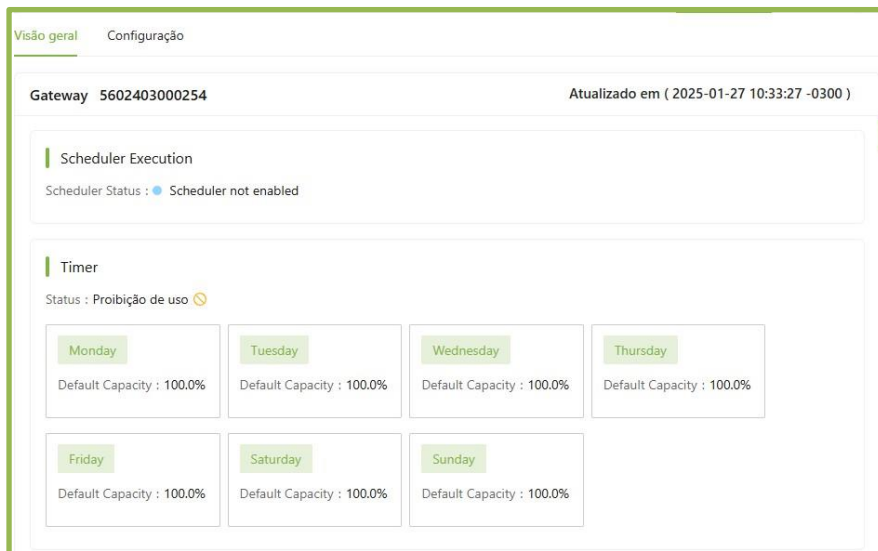 Visão geral Configuração
Gateway 5602403000254 Atualizado em ( 2025-01-27 10:33:27 -0300 )
Scheduler Execution
Scheduler Status : Scheduler not enabled
Timer
Status : Proibição de uso
Monday Tuesday Wednesday Thursday
Default Capacity : 100.0% Default Capacity : 100.0% Default Capacity : 100.0% Default Capacity : 100.0%
Friday Saturday Sunday
Default Capacity : 100.0% Default Capacity : 100.0% Default Capacity : 100.0%